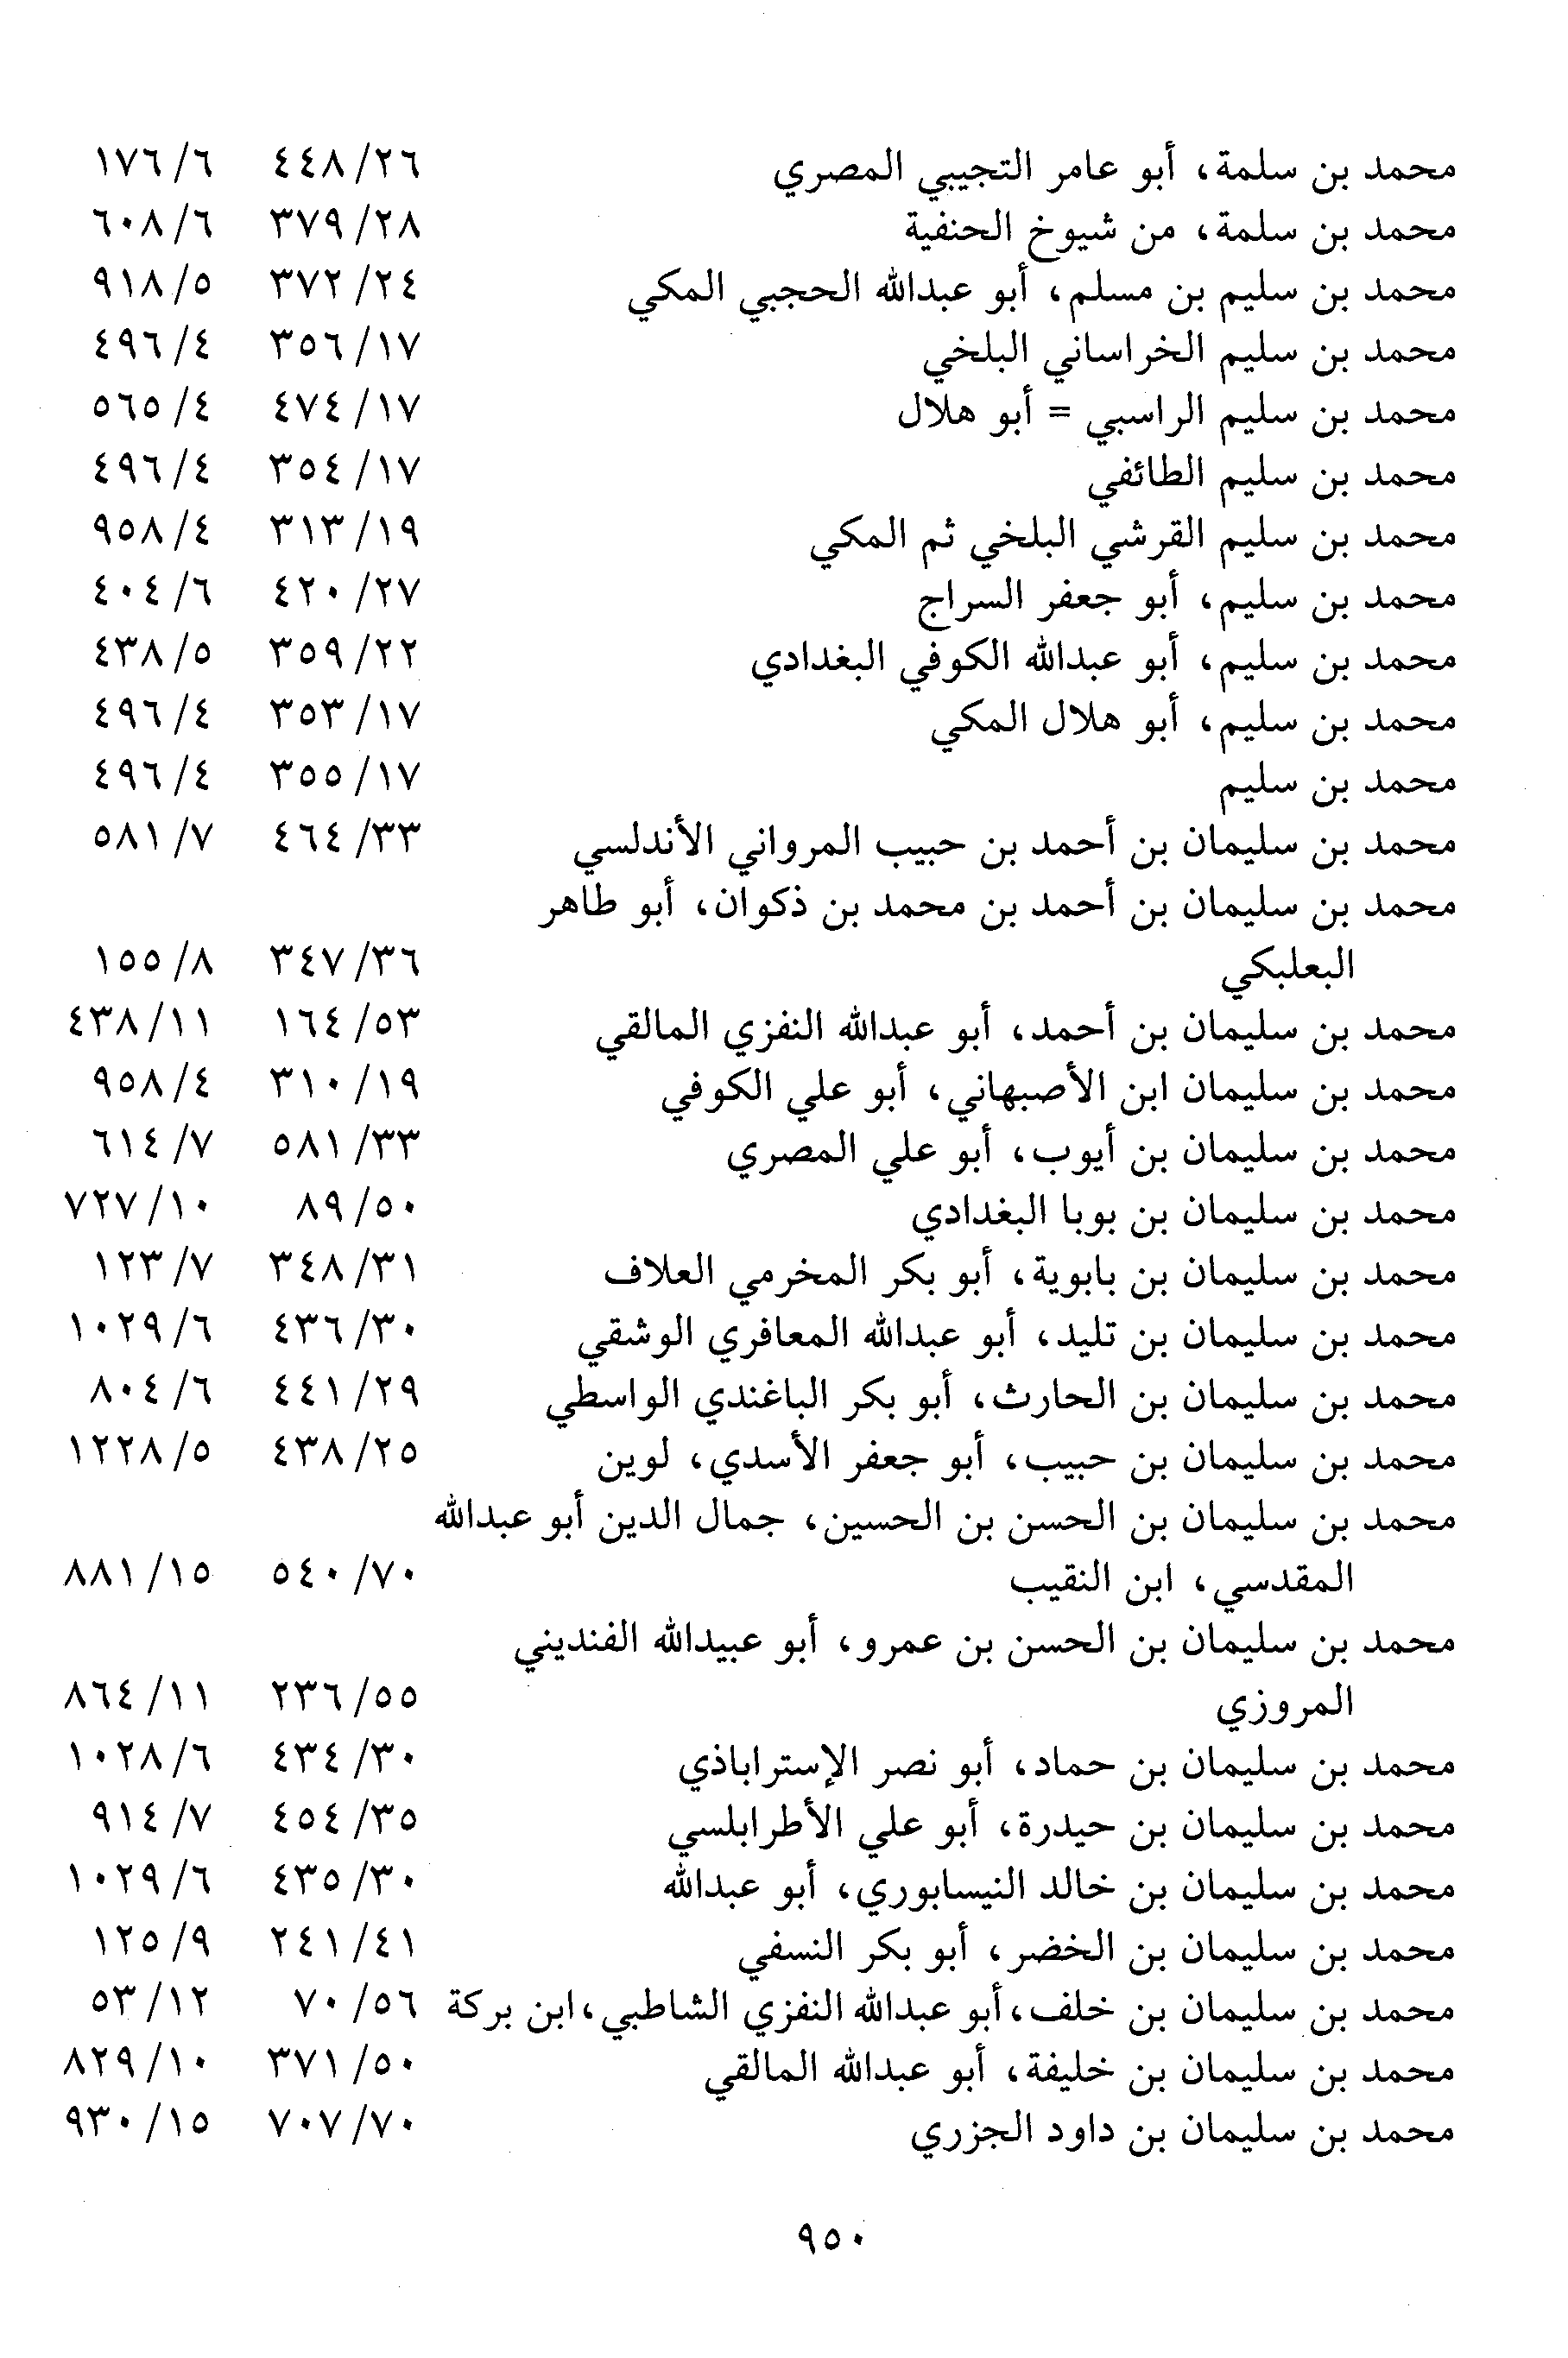 محمد بن سلمة، أبو عامر التجيبي المصري ٢٦/ ٤٤٨ ٦/ ١٧٦
محمد بن سلمة، من شيوخ الحنفية ٢٨/ ٣٧٩ ٦/ ٦٠٨
محمد بن سليم بن مسلم، أبو عبدالله الحجبي المكي ٢٤/ ٣٧٢ ٥/ ٩١٨
محمد بن سليم الخراساني البلخي ١٧/ ٣٥٦ ٤/ ٤٩٦
محمد بن سليم الراسبي = أبو هلال ١٧/ ٤٧٤ ٤/ ٥٦٥
محمد بن سليم الطائفي ١٧/ ٣٥٤ ٤/ ٤٩٦
محمد بن سليم القرشي البلخي ثم المكي ١٩/ ٣١٣ ٤/ ٩٥٨
محمد بن سليم، أبو جعفر السراج ٢٧/ ٤٢٠ ٦/ ٤٠٤
محمد بن سليم، أبو عبدالله الكوفي البغدادي ٢٢/ ٣٥٩ ٥/ ٤٣٨
محمد بن سليم، أبو هلال المكي ١٧/ ٣٥٣ ٤/ ٤٩٦
محمد بن سليم ١٧/ ٣٥٥ ٤/ ٤٩٦
محمد بن سليمان بن أحمد بن حبيب المرواني الأندلسي ٣٣/ ٤٦٤ ٧/ ٥٨١
محمد بن سليمان بن أحمد بن محمد بن ذكوان، أبو طاهر
البعلبكي ٣٦/ ٣٤٧ ٨/ ١٥٥
محمد بن سليمان بن أحمد، أبو عبدالله النفزي المالقي ٥٣/ ١٦٤ ١١/ ٤٣٨
محمد بن سليمان ابن الأصبهاني، أبو علي الكوفي ١٩/ ٣١٠ ٤/ ٩٥٨
محمد بن سليمان بن أيوب، أبو علي المصري ٣٣/ ٥٨١ ٧/ ٦١٤
محمد بن سليمان بن بوبا البغدادي ٥٠/ ٨٩ ١٠/ ٧٢٧
محمد بن سليمان بن بابوية، أبو بكر المخرمي العلاف ٣١/ ٣٤٨ ٧/ ١٢٣
محمد بن سليمان بن تليد، أبو عبدالله المعافري الوشقي ٣٠/ ٤٣٦ ٦/ ١٠٢٩
محمد بن سليمان بن الحارث، أبو بكر الباغندي الواسطي ٢٩/ ٤٤١ ٦/ ٨٠٤
محمد بن سليمان بن حبيب، أبو جعفر الأسدي، لوين ٢٥/ ٤٣٨ ٥/ ١٢٢٨
محمد بن سليمان بن الحسن بن الحسين، جمال الدين أبو عبدالله
المقدسي، ابن النقيب ٧٠/ ٥٤٠ ١٥/ ٨٨١
محمد بن سليمان بن الحسن بن عمرو، أبو عبيدالله الفنديني
المروزي ٥٥/ ٢٣٦ ١١/ ٨٦٤
محمد بن سليمان بن حماد، أبو نصر الإستراباذي ٣٠/ ٤٣٤ ٦/ ١٠٢٨
محمد بن سليمان بن حيدرة، أبو علي الأطرابلسي ٣٥/ ٤٥٤ ٧/ ٩١٤
محمد بن سليمان بن خالد النيسابوري، أبو عبدالله ٣٠/ ٤٣٥ ٦/ ١٠٢٩
محمد بن سليمان بن الخضر، أبو بكر النسفي ٤١/ ٢٤١ ٩/ ١٢٥
محمد بن سليمان بن خلف، أبو عبدالله النفزي الشاطبي، ابن بركة ٥٦/ ٧٠ ١٢/ ٥٣
محمد بن سليمان بن خليفة، أبو عبدالله المالقي ٥٠/ ٣٧١ ١٠/ ٨٢٩
محمد بن سليمان بن داود الجزري ٧٠/ ٧٠٧ ١٥/ ٩٣٠
٩٥٠